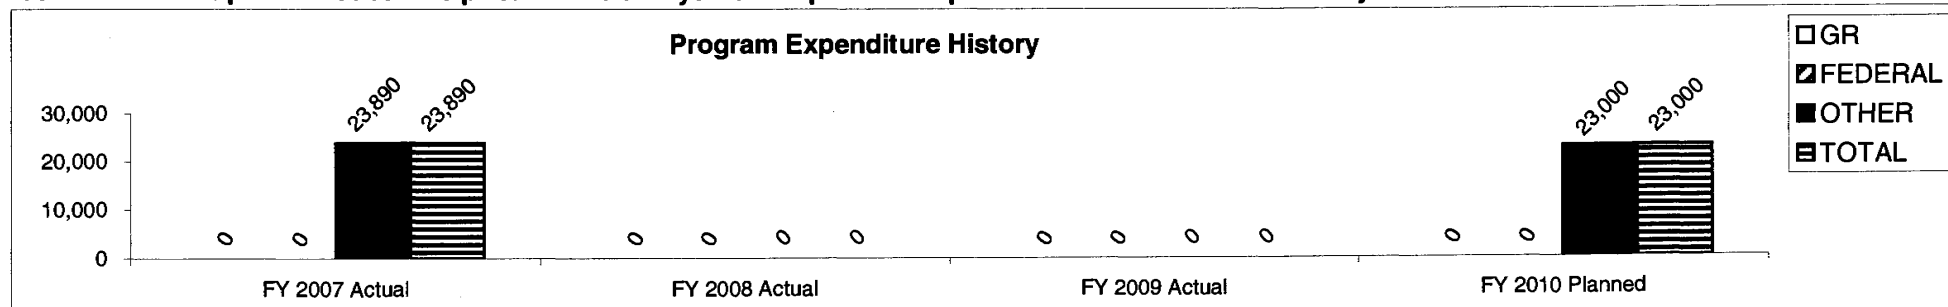 Program Expenditure History
GR
FEDERAL
OTHER
TOTAL
30,000
20,000
10,000
0
23,890
23,890
23,000
23,000
0
0
0
0
0
0
0
0
0
0
0
0
FY 2007 Actual
FY 2008 Actual
FY 2009 Actual
FY 2010 Planned